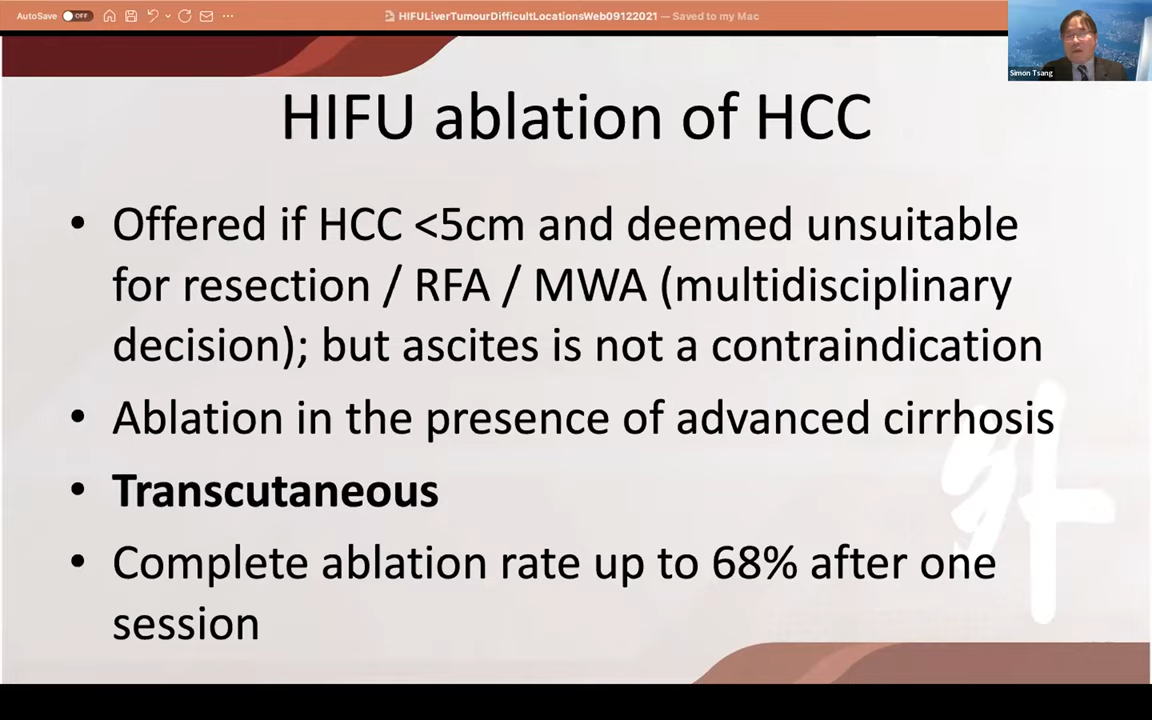 AutoSave OFF
HIFULiverTumourDifficultLocationsWeb09122021 — Saved to my Mac
Simon Tsang
HIFU ablation of HCC
• Offered if HCC <5cm and deemed unsuitable
for resection / RFA / MWA (multidisciplinary
decision); but ascites is not a contraindication
• Ablation in the presence of advanced cirrhosis
• Transcutaneous
• Complete ablation rate up to 68% after one
session
外